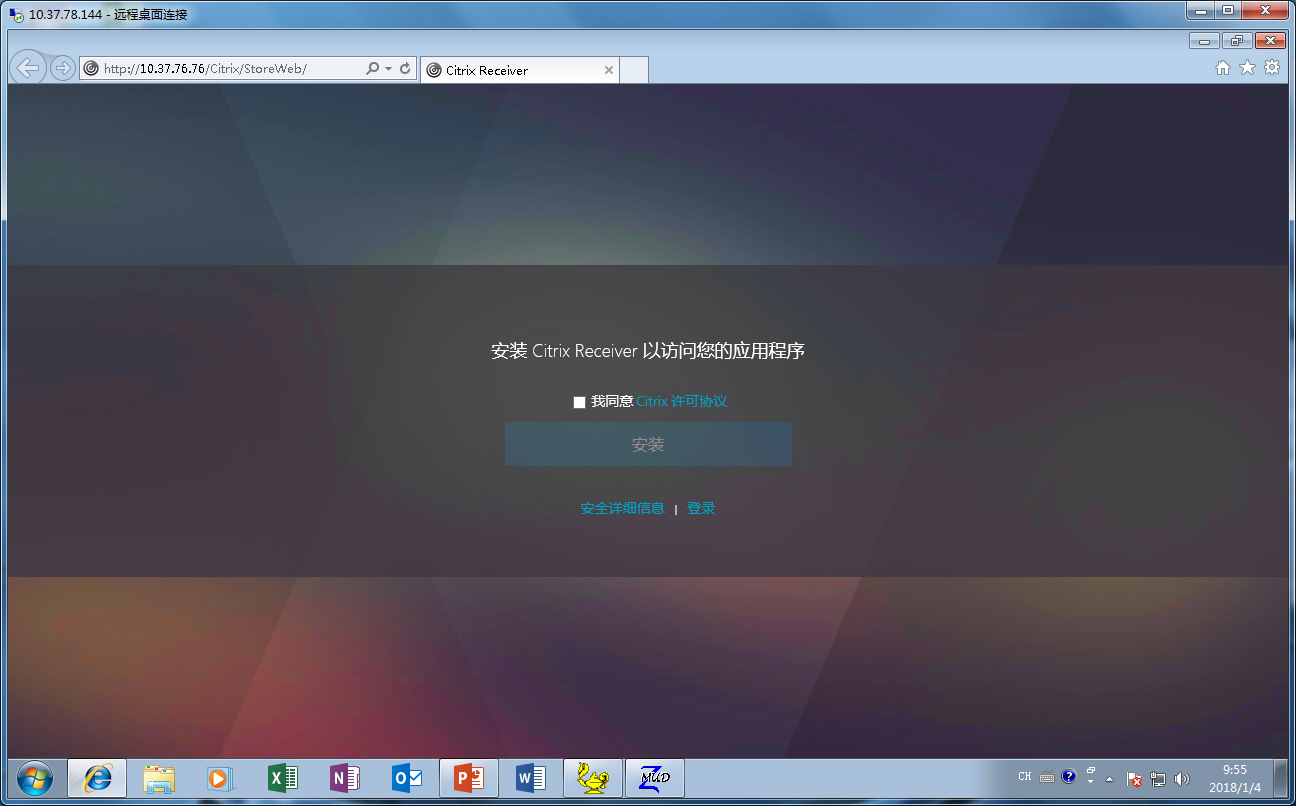 10.37.78.144 - 远程桌面连接
http://10.37.76.76/Citrix/StoreWeb/
Citrix Receiver
安装 Citrix Receiver 以访问您的应用程序
我同意 Citrix 许可协议
安装
安全详细信息 | 登录
CH
9:55
2018/1/4
MUD